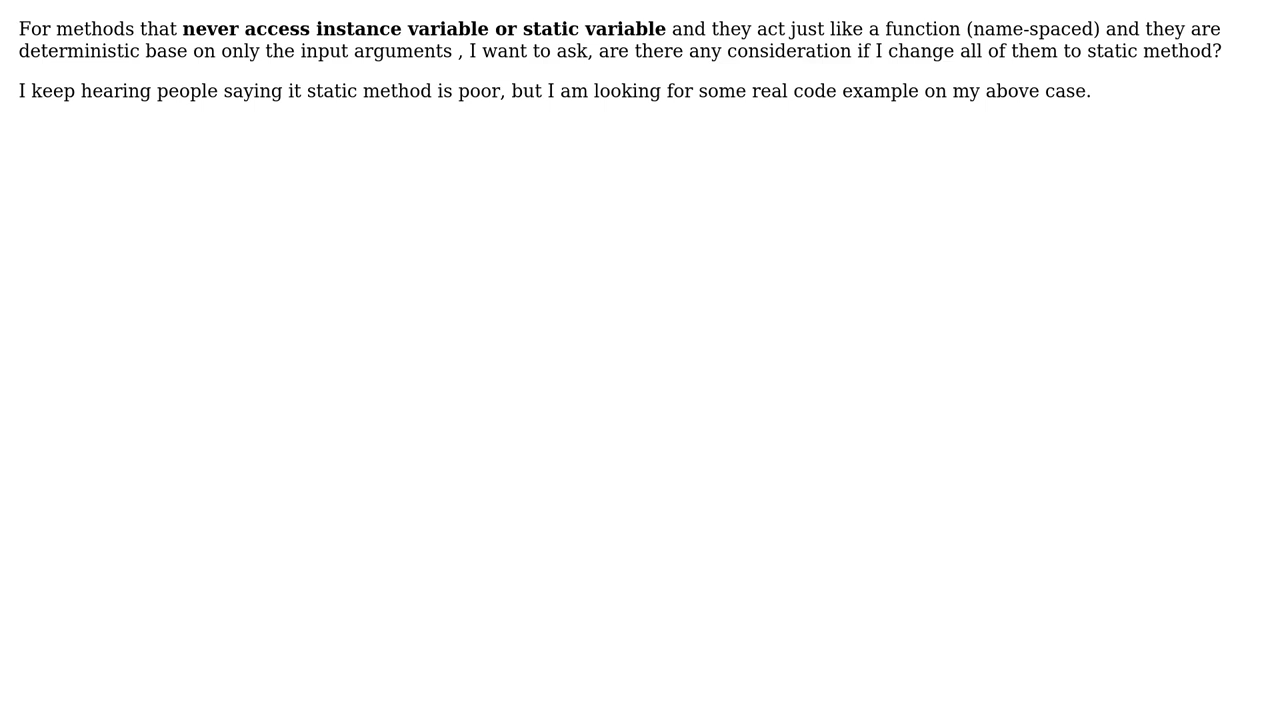 For methods that never access instance variable or static variable and they act just like a function (name-spaced) and they are
deterministic base on only the input arguments , I want to ask, are there any consideration if I change all of them to static method?
I keep hearing people saying it static method is poor, but I am looking for some real code example on my above case.